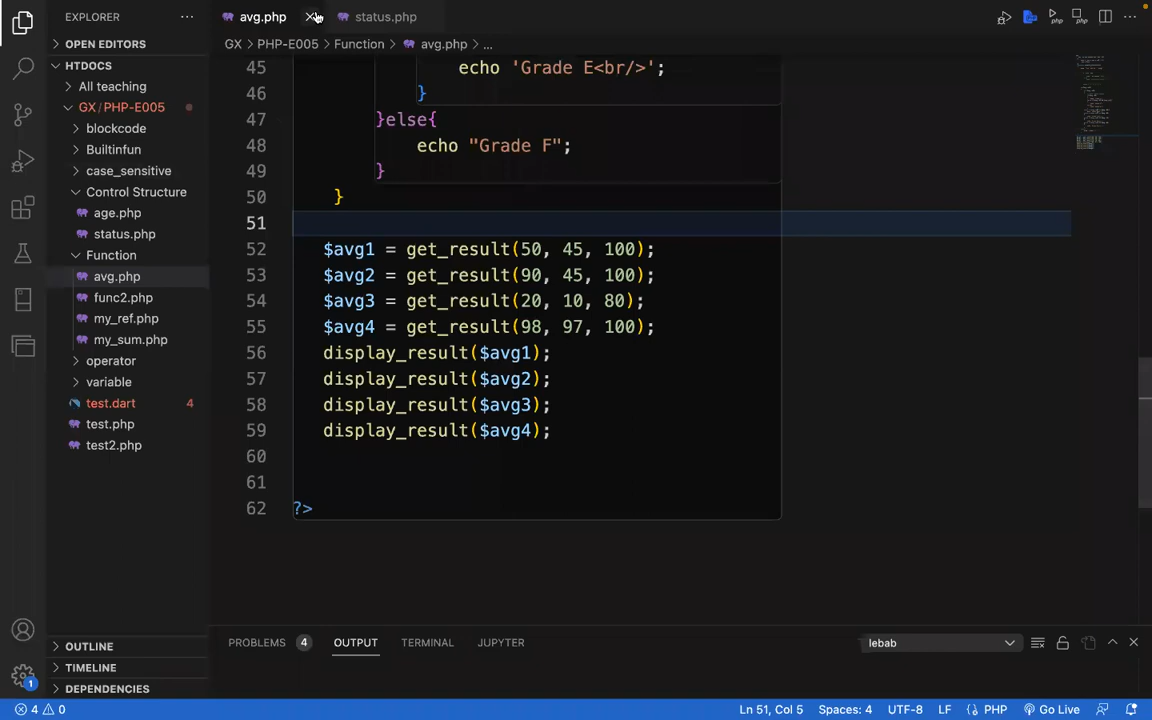 EXPLORER
avg.php
status.php
GX > PHP-E005 > Function > avg.php > ...
OPEN EDITORS
HTDOCS
All teaching
GX / PHP-E005
blockcode
Builtinfun
case_sensitive
Control Structure
age.php
status.php
Function
avg.php
func2.php
my_ref.php
my_sum.php
operator
variable
test.dart 4
test.php
test2.php
OUTLINE
TIMELINE
DEPENDENCIES
45 echo 'Grade E<br/>';
46 }
47 }else{
48 echo "Grade F";
49 }
50 }
51
52 $avg1 = get_result(50, 45, 100);
53 $avg2 = get_result(90, 45, 100);
54 $avg3 = get_result(20, 10, 80);
55 $avg4 = get_result(98, 97, 100);
56 display_result($avg1);
57 display_result($avg2);
58 display_result($avg3);
59 display_result($avg4);
60
61
62 ?>
PROBLEMS 4 OUTPUT TERMINAL JUPYTER
lebab
1
4 0
Ln 51, Col 5 Spaces: 4 UTF-8 LF {} PHP Go Live